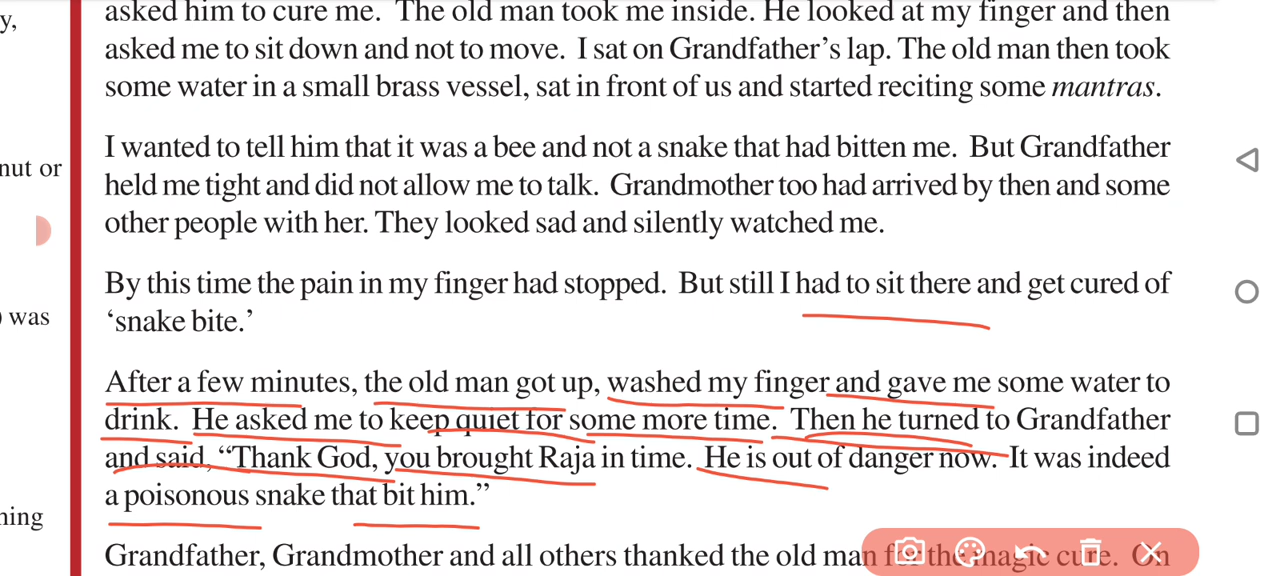 asked him to cure me. The old man took me inside. He looked at my finger and then
y,
asked me to sit down and not to move. I sat on Grandfather’s lap. The old man then took
some water in a small brass vessel, sat in front of us and started reciting some mantras.
I wanted to tell him that it was a bee and not a snake that had bitten me. But Grandfather
nut or
held me tight and did not allow me to talk. Grandmother too had arrived by then and some
other people with her. They looked sad and silently watched me.
By this time the pain in my finger had stopped. But still I had to sit there and get cured of
was
‘snake bite.’
After a few minutes, the old man got up, washed my finger and gave me some water to
drink. He asked me to keep quiet for some more time. Then he turned to Grandfather
and said, “Thank God, you brought Raja in time. He is out of danger now. It was indeed
a poisonous snake that bit him.”
ning
Grandfather, Grandmother and all others thanked the old man for the magic cure. On